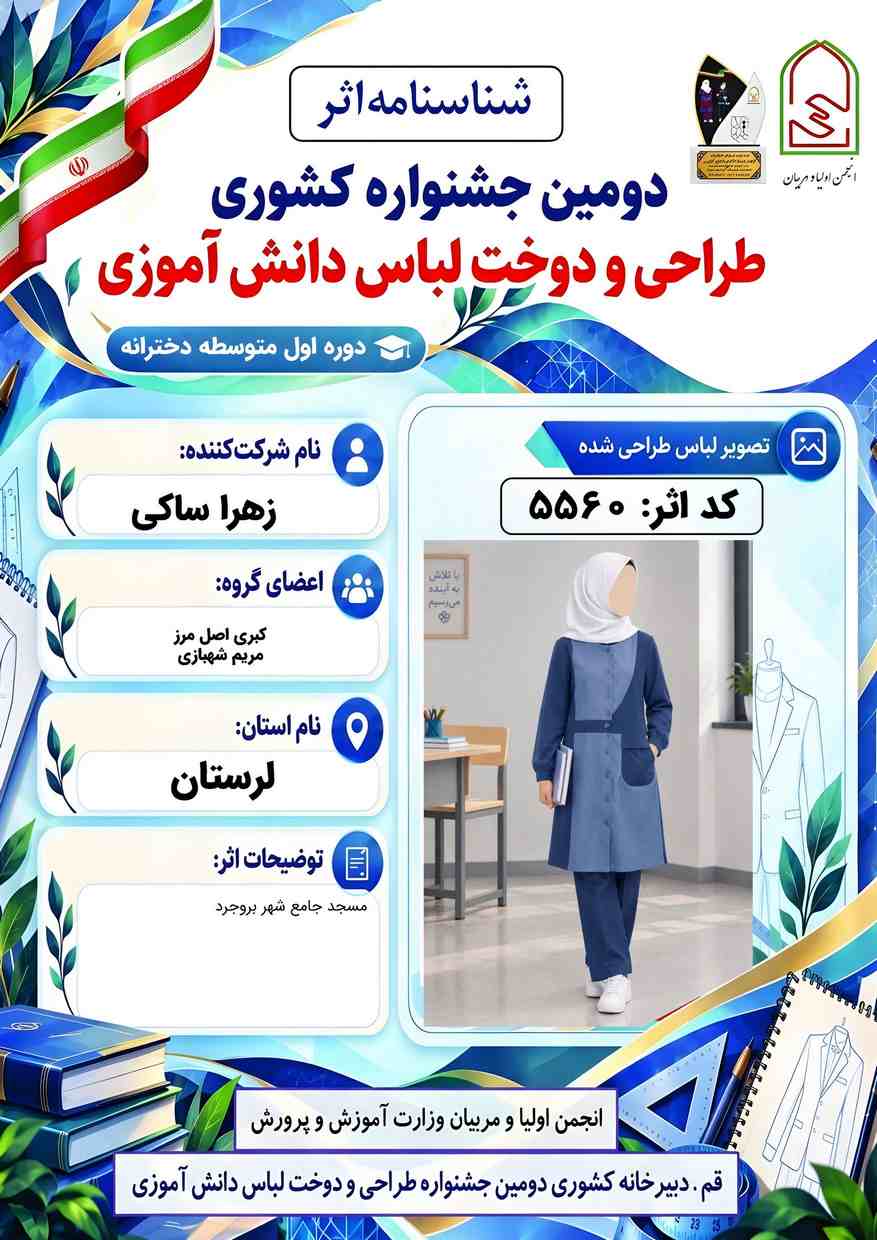 شناسنامه اثر
انجمن اولیا و مربیان
دومین جشنواره کشوری
طراحی و دوخت لباس دانش آموزی
دوره اول متوسطه دخترانه
تصویر لباس طراحی شده
کد اثر: ۵۵۶۰
با تلاش
به آینده
می‌رسیم
نام شرکت‌کننده:
زهرا ساکی
اعضای گروه:
کبری اصل مرز
مریم شهبازی
نام استان:
لرستان
توضیحات اثر:
مسجد جامع شهر بروجرد
انجمن اولیا و مربیان وزارت آموزش و پرورش
قم . دبیرخانه کشوری دومین جشنواره طراحی و دوخت لباس دانش آموزی